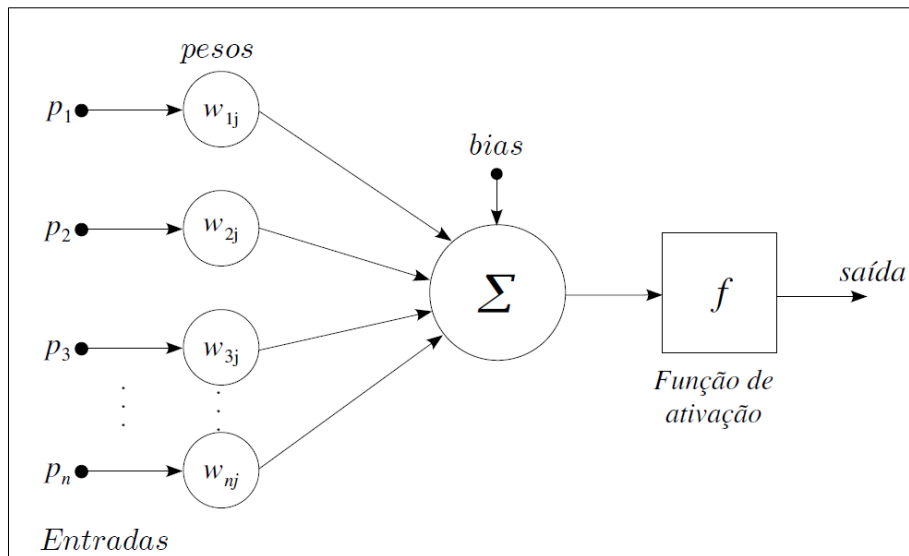 pesos
p₁
w₁ⱼ
bias
p₂
w₂ⱼ
Σ
f
saída
p₃
w₃ⱼ
Função de
ativação
pₙ
wₙⱼ
Entradas